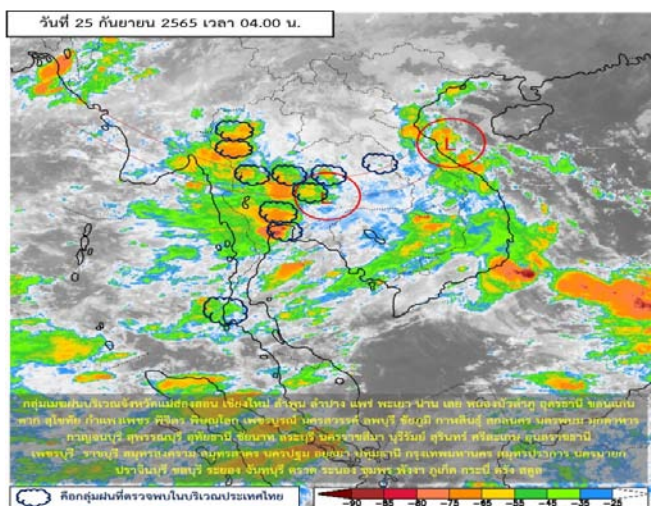 วันที่ 25 กันยายน 2565 เวลา 04.00 น.
L
L
กลุ่มเมฆฝนบริเวณจังหวัดแม่ฮ่องสอน เชียงใหม่ ลำพูน ลำปาง แพร่ พะเยา น่าน เลย หนองบัวลำภู อุดรธานี ขอนแก่น
ตาก สุโขทัย กำแพงเพชร พิจิตร พิษณุโลก เพชรบูรณ์ นครสวรรค์ ลพบุรี ชัยภูมิ กาฬสินธุ์ สกลนคร นครพนม มุกดาหาร
กาญจนบุรี สุพรรณบุรี อุทัยธานี ชัยนาท สระบุรี นครราชสีมา บุรีรัมย์ สุรินทร์ ศรีสะเกษ อุบลราชธานี
เพชรบุรี ราชบุรี สมุทรสงคราม สมุทรสาคร นครปฐม อยุธยา ปทุมธานี กรุงเทพมหานคร สมุทรปราการ นครนายก
ปราจีนบุรี ชลบุรี ระยอง จันทบุรี ตราด ระนอง ชุมพร พังงา ภูเก็ต กระบี่ ตรัง สตูล
คือกลุ่มฝนที่ตรวจพบในบริเวณประเทศไทย
-90 -85 -75 -65 -55 -45 -35 -25